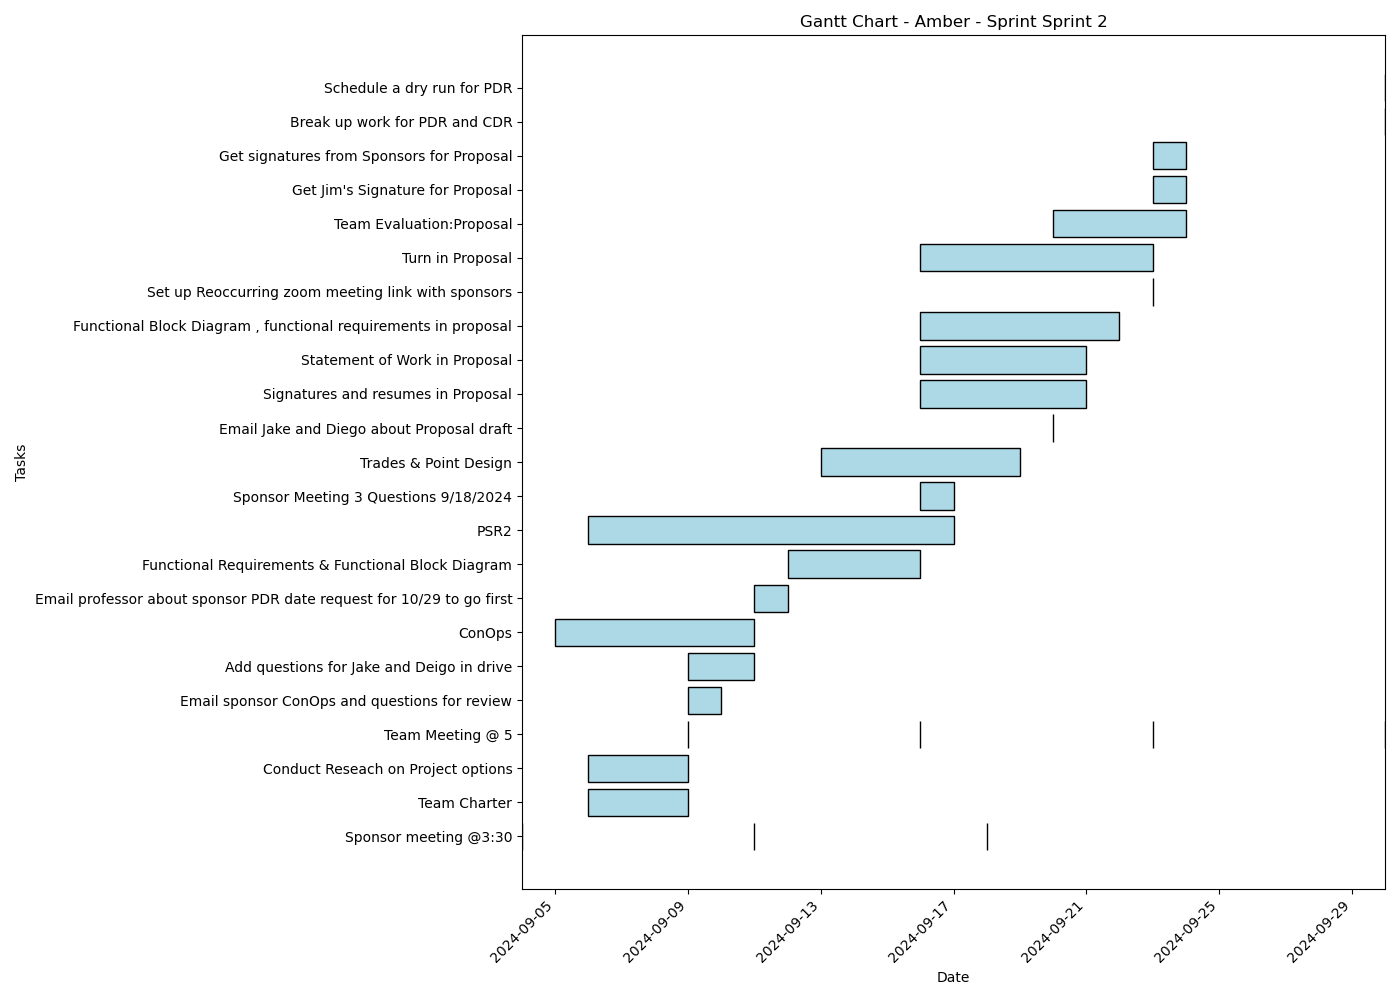 Gantt Chart - Amber - Sprint Sprint 2
Schedule a dry run for PDR
Break up work for PDR and CDR
Get signatures from Sponsors for Proposal
Get Jim's Signature for Proposal
Team Evaluation:Proposal
Turn in Proposal
Set up Reoccurring zoom meeting link with sponsors
Functional Block Diagram , functional requirements in proposal
Statement of Work in Proposal
Signatures and resumes in Proposal
Email Jake and Diego about Proposal draft
Trades & Point Design
Sponsor Meeting 3 Questions 9/18/2024
PSR2
Functional Requirements & Functional Block Diagram
Email professor about sponsor PDR date request for 10/29 to go first
ConOps
Add questions for Jake and Deigo in drive
Email sponsor ConOps and questions for review
Team Meeting @ 5
Conduct Reseach on Project options
Team Charter
Sponsor meeting @3:30
Tasks
2024-09-05
2024-09-09
2024-09-13
2024-09-17
2024-09-21
2024-09-25
2024-09-29
Date